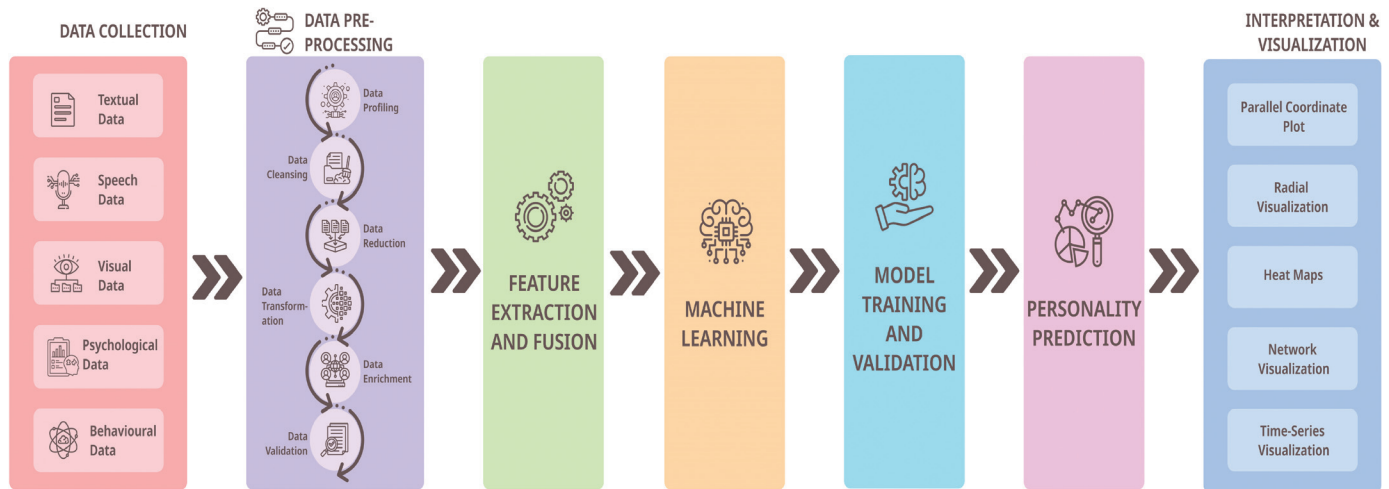 DATA COLLECTION
Textual
Data
Speech
Data
Visual
Data
Psychological
Data
Behavioural
Data
DATA PRE-
PROCESSING
Data
Profiling
Data
Cleansing
Data
Reduction
Data
Transform-
ation
Data
Enrichment
Data
Validation
FEATURE
EXTRACTION
AND FUSION
MACHINE
LEARNING
MODEL
TRAINING
AND
VALIDATION
PERSONALITY
PREDICTION
INTERPRETATION &
VISUALIZATION
Parallel Coordinate
Plot
Radial
Visualization
Heat Maps
Network
Visualization
Time-Series
Visualization